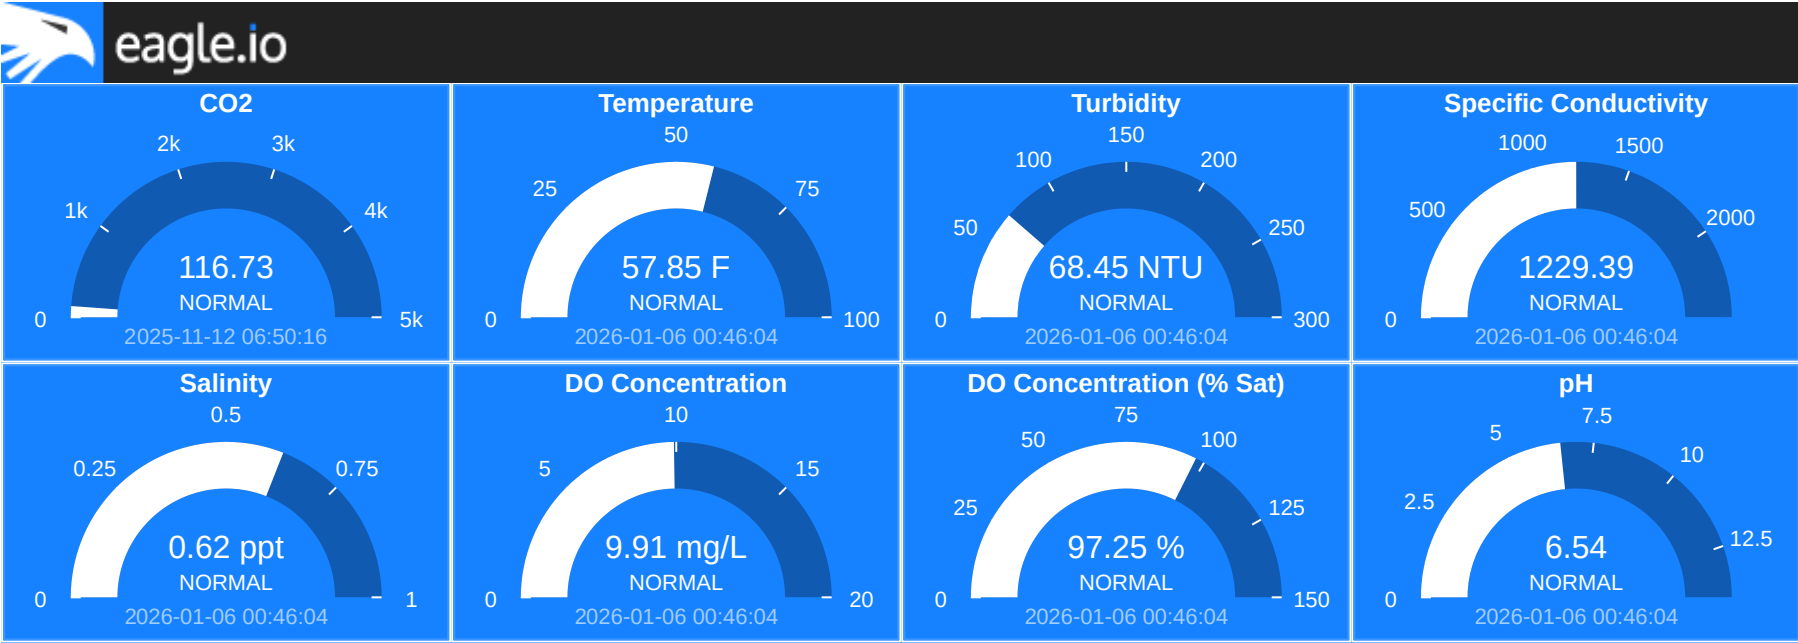 eagle.io
CO2
2k 3k
1k 4k
116.73
NORMAL
0 5k
2025-11-12 06:50:16
Temperature
50
25 75
57.85 F
NORMAL
0 100
2026-01-06 00:46:04
Turbidity
150
100 200
50 250
68.45 NTU
NORMAL
0 300
2026-01-06 00:46:04
Specific Conductivity
1000 1500
500 2000
1229.39
NORMAL
0
2026-01-06 00:46:04
Salinity
0.5
0.25 0.75
0.62 ppt
NORMAL
0 1
2026-01-06 00:46:04
DO Concentration
10
5 15
9.91 mg/L
NORMAL
0 20
2026-01-06 00:46:04
DO Concentration (% Sat)
75
50 100
25 125
97.25 %
NORMAL
0 150
2026-01-06 00:46:04
pH
7.5
5 10
2.5 12.5
6.54
NORMAL
0
2026-01-06 00:46:04